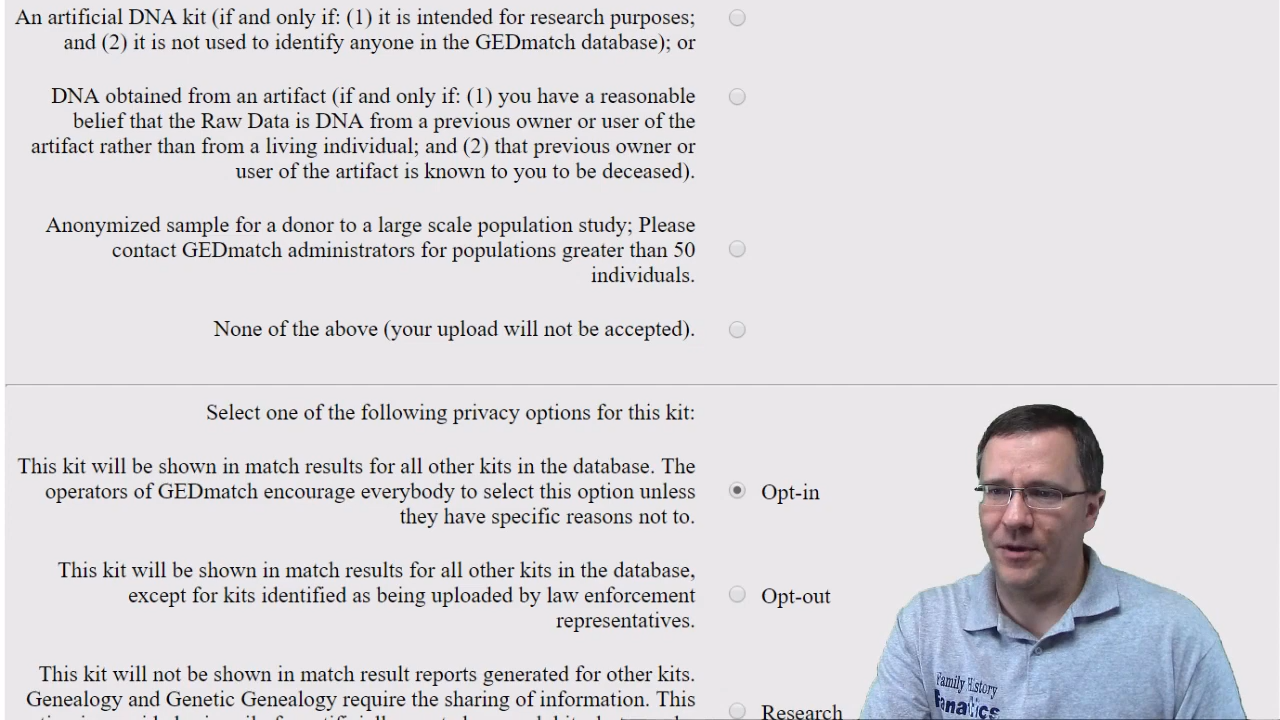 An artificial DNA kit (if and only if: (1) it is intended for research purposes;
and (2) it is not used to identify anyone in the GEDmatch database); or
DNA obtained from an artifact (if and only if: (1) you have a reasonable
belief that the Raw Data is DNA from a previous owner or user of the
artifact rather than from a living individual; and (2) that previous owner or
user of the artifact is known to you to be deceased).
Anonymized sample for a donor to a large scale population study; Please
contact GEDmatch administrators for populations greater than 50
individuals.
None of the above (your upload will not be accepted).
Select one of the following privacy options for this kit:
This kit will be shown in match results for all other kits in the database. The
operators of GEDmatch encourage everybody to select this option unless
they have specific reasons not to.
Opt-in
This kit will be shown in match results for all other kits in the database,
except for kits identified as being uploaded by law enforcement
representatives.
Opt-out
This kit will not be shown in match result reports generated for other kits.
Genealogy and Genetic Genealogy require the sharing of information. This
Research
Family History
Fanatics